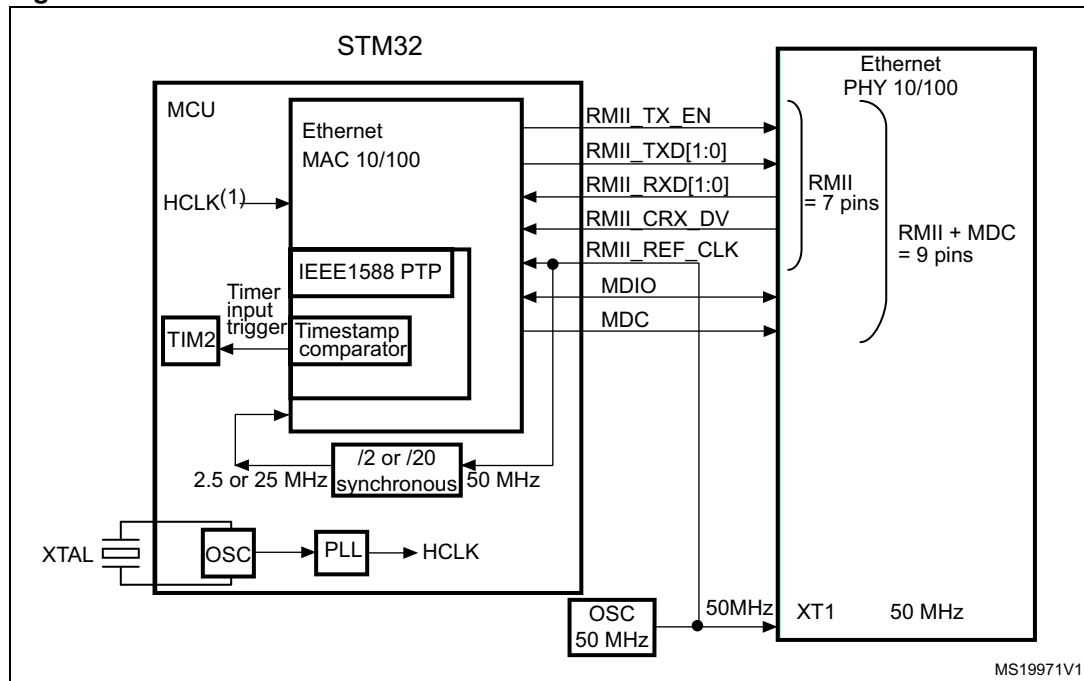 STM32
MCU
Ethernet
MAC 10/100
HCLK(1)
IEEE1588 PTP
Timer
input
trigger
TIM2
Timestamp
comparator
/2 or /20
synchronous
2.5 or 25 MHz
50 MHz
XTAL
OSC
PLL
HCLK
RMII_TX_EN
RMII_TXD[1:0]
RMII_RXD[1:0]
RMII_CRX_DV
RMII_REF_CLK
MDIO
MDC
Ethernet
PHY 10/100
RMII
= 7 pins
RMII + MDC
= 9 pins
OSC
50 MHz
50MHz
XT1
50 MHz
MS19971V1